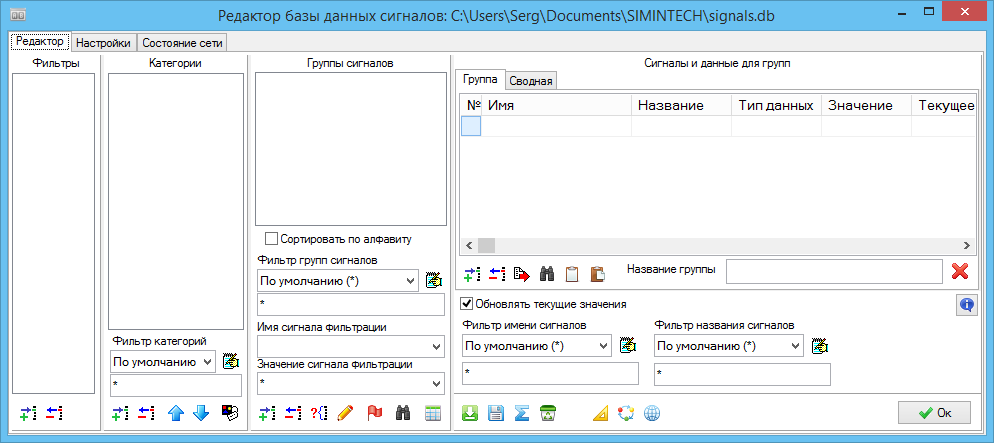 Редактор базы данных сигналов: C:\Users\Serg\Documents\SIMINTECH\signals.db
Редактор Настройки Состояние сети
Фильтры
Категории
Фильтр категорий
По умолчанию
*
Группы сигналов
Сортировать по алфавиту
Фильтр групп сигналов
По умолчанию (*)
*
Имя сигнала фильтрации
Значение сигнала фильтрации
*
Сигналы и данные для групп
Группа Сводная
№ Имя Название Тип данных Значение Текущее
Название группы
Обновлять текущие значения
Фильтр имени сигналов
По умолчанию (*)
*
Фильтр названия сигналов
По умолчанию (*)
*
Ок